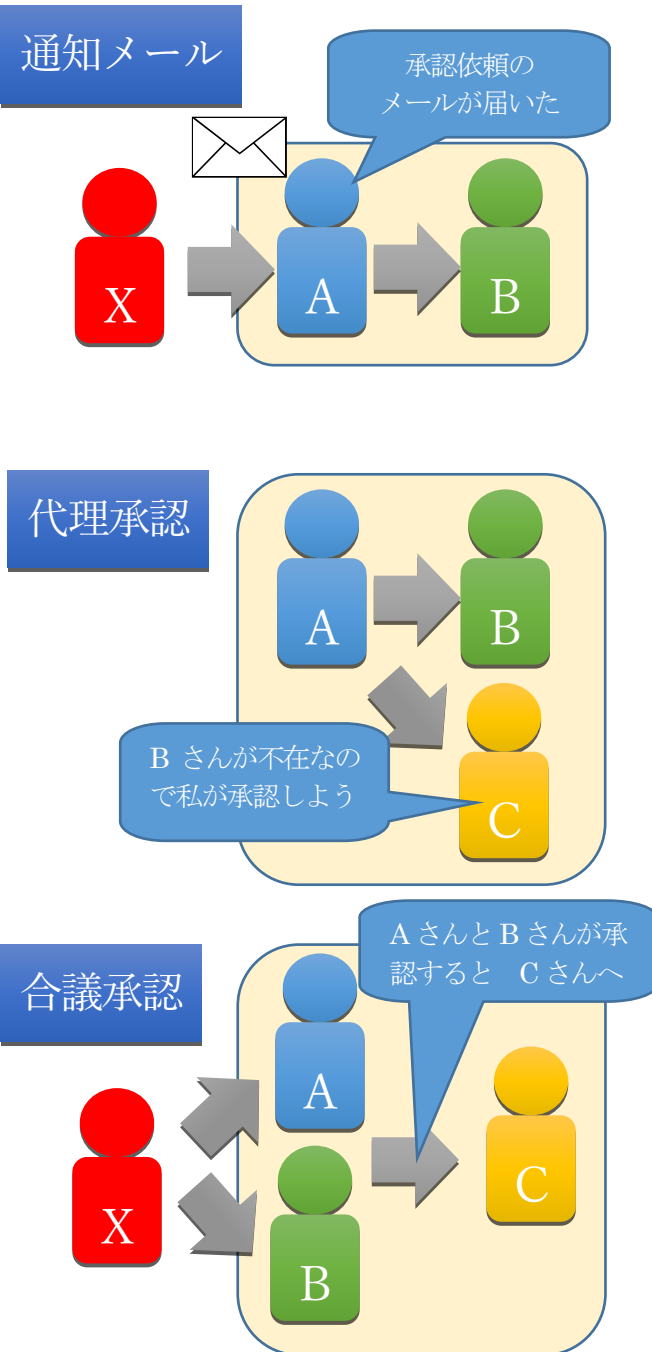 通知メール
承認依頼の
メールが届いた
X
A
B
代理承認
A
B
B さんが不在なの
で私が承認しよう
C
合議承認
A さんと B さんが承
認すると　C さんへ
A
X
B
C